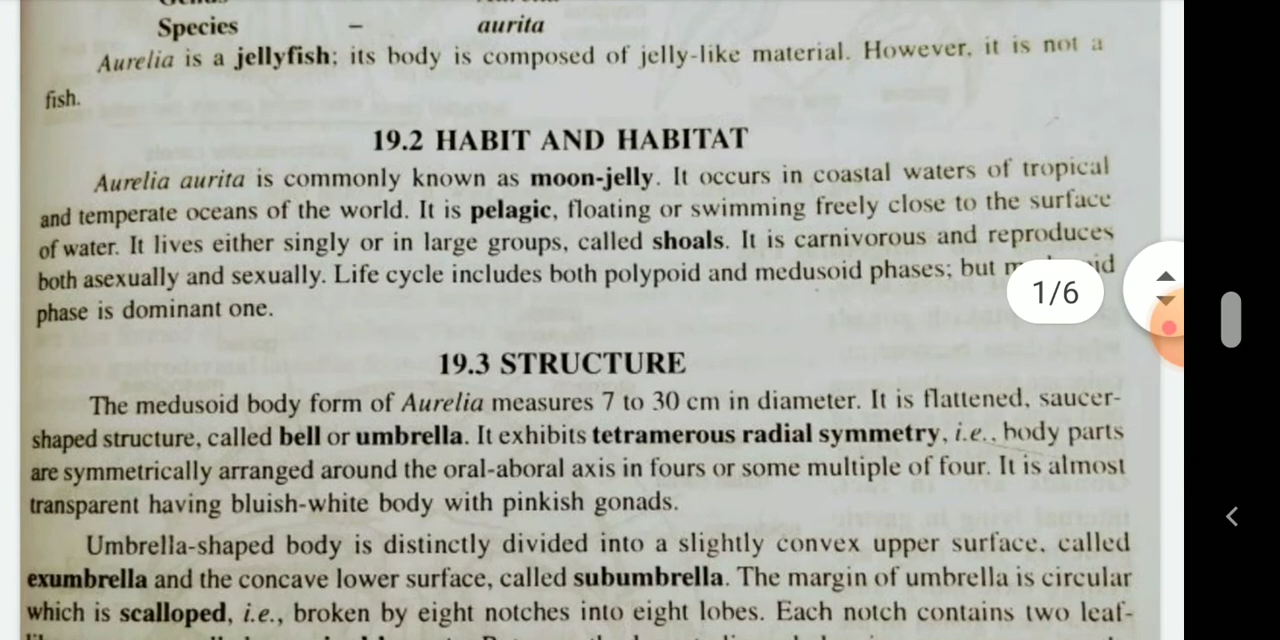 Species – aurita
Aurelia is a jellyfish; its body is composed of jelly-like material. However, it is not a
fish.
19.2 HABIT AND HABITAT
Aurelia aurita is commonly known as moon-jelly. It occurs in coastal waters of tropical
and temperate oceans of the world. It is pelagic, floating or swimming freely close to the surface
of water. It lives either singly or in large groups, called shoals. It is carnivorous and reproduces
both asexually and sexually. Life cycle includes both polypoid and medusoid phases; but
phase is dominant one.
1/6
19.3 STRUCTURE
The medusoid body form of Aurelia measures 7 to 30 cm in diameter. It is flattened, saucer-
shaped structure, called bell or umbrella. It exhibits tetramerous radial symmetry, i.e., body parts
are symmetrically arranged around the oral-aboral axis in fours or some multiple of four. It is almost
transparent having bluish-white body with pinkish gonads.
Umbrella-shaped body is distinctly divided into a slightly convex upper surface, called
exumbrella and the concave lower surface, called subumbrella. The margin of umbrella is circular
which is scalloped, i.e., broken by eight notches into eight lobes. Each notch contains two leaf-